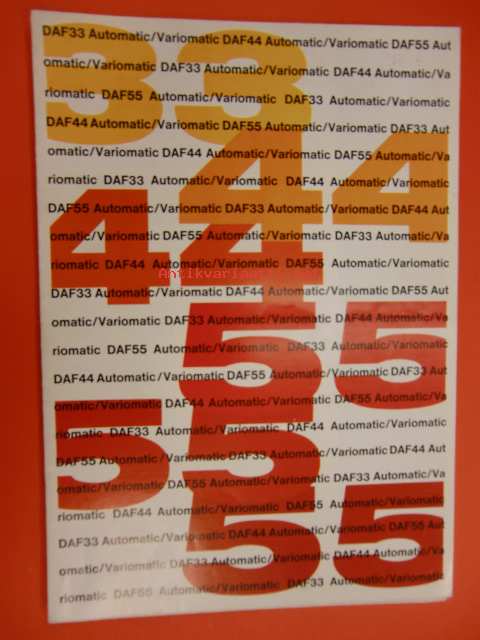 DAF33 Automatic/Variomatic DAF44 Automatic/Variomatic DAF55 Aut
omatic/Variomatic DAF33 Automatic/Variomatic DAF44 Automatic/Va
riomatic DAF55 Automatic/Variomatic DAF33 Automatic/Variomatic
DAF44 Automatic/Variomatic DAF55 Automatic/Variomatic DAF33 Aut
omatic/Variomatic DAF44 Automatic/Variomatic DAF55 Automatic/Va
riomatic DAF33 Automatic/Variomatic DAF44 Automatic/Variomatic
DAF55 Automatic/Variomatic DAF33 Automatic/Variomatic DAF44 Aut
omatic/Variomatic DAF55 Automatic/Variomatic DAF33 Automatic/Va
riomatic DAF44 Automatic/Variomatic DAF55 Automatic/Variomatic
DAF33 Automatic/Variomatic DAF44 Automatic/Variomatic DAF55 Aut
omatic/Variomatic DAF33 Automatic/Variomatic DAF44 Automatic/Va
riomatic DAF55 Automatic/Variomatic DAF33 Automatic/Variomatic
DAF44 Automatic/Variomatic DAF55 Automatic/Variomatic DAF33 Aut
omatic/Variomatic DAF44 Automatic/Variomatic DAF55 Automatic/Va
riomatic DAF33 Automatic/Variomatic DAF44 Automatic/Variomatic
DAF55 Automatic/Variomatic DAF33 Automatic/Variomatic DAF44 Aut
omatic/Variomatic DAF55 Automatic/Variomatic DAF33 Automatic/Va
riomatic DAF44 Automatic/Variomatic DAF55 Automatic/Variomatic
DAF33 Automatic/Variomatic DAF44 Automatic/Variomatic DAF55 Aut
omatic/Variomatic DAF33 Automatic/Variomatic DAF44 Automatic/Va
riomatic DAF55 Automatic/Variomatic DAF33 Automatic/Variomatic
33
44
44
55
55
55